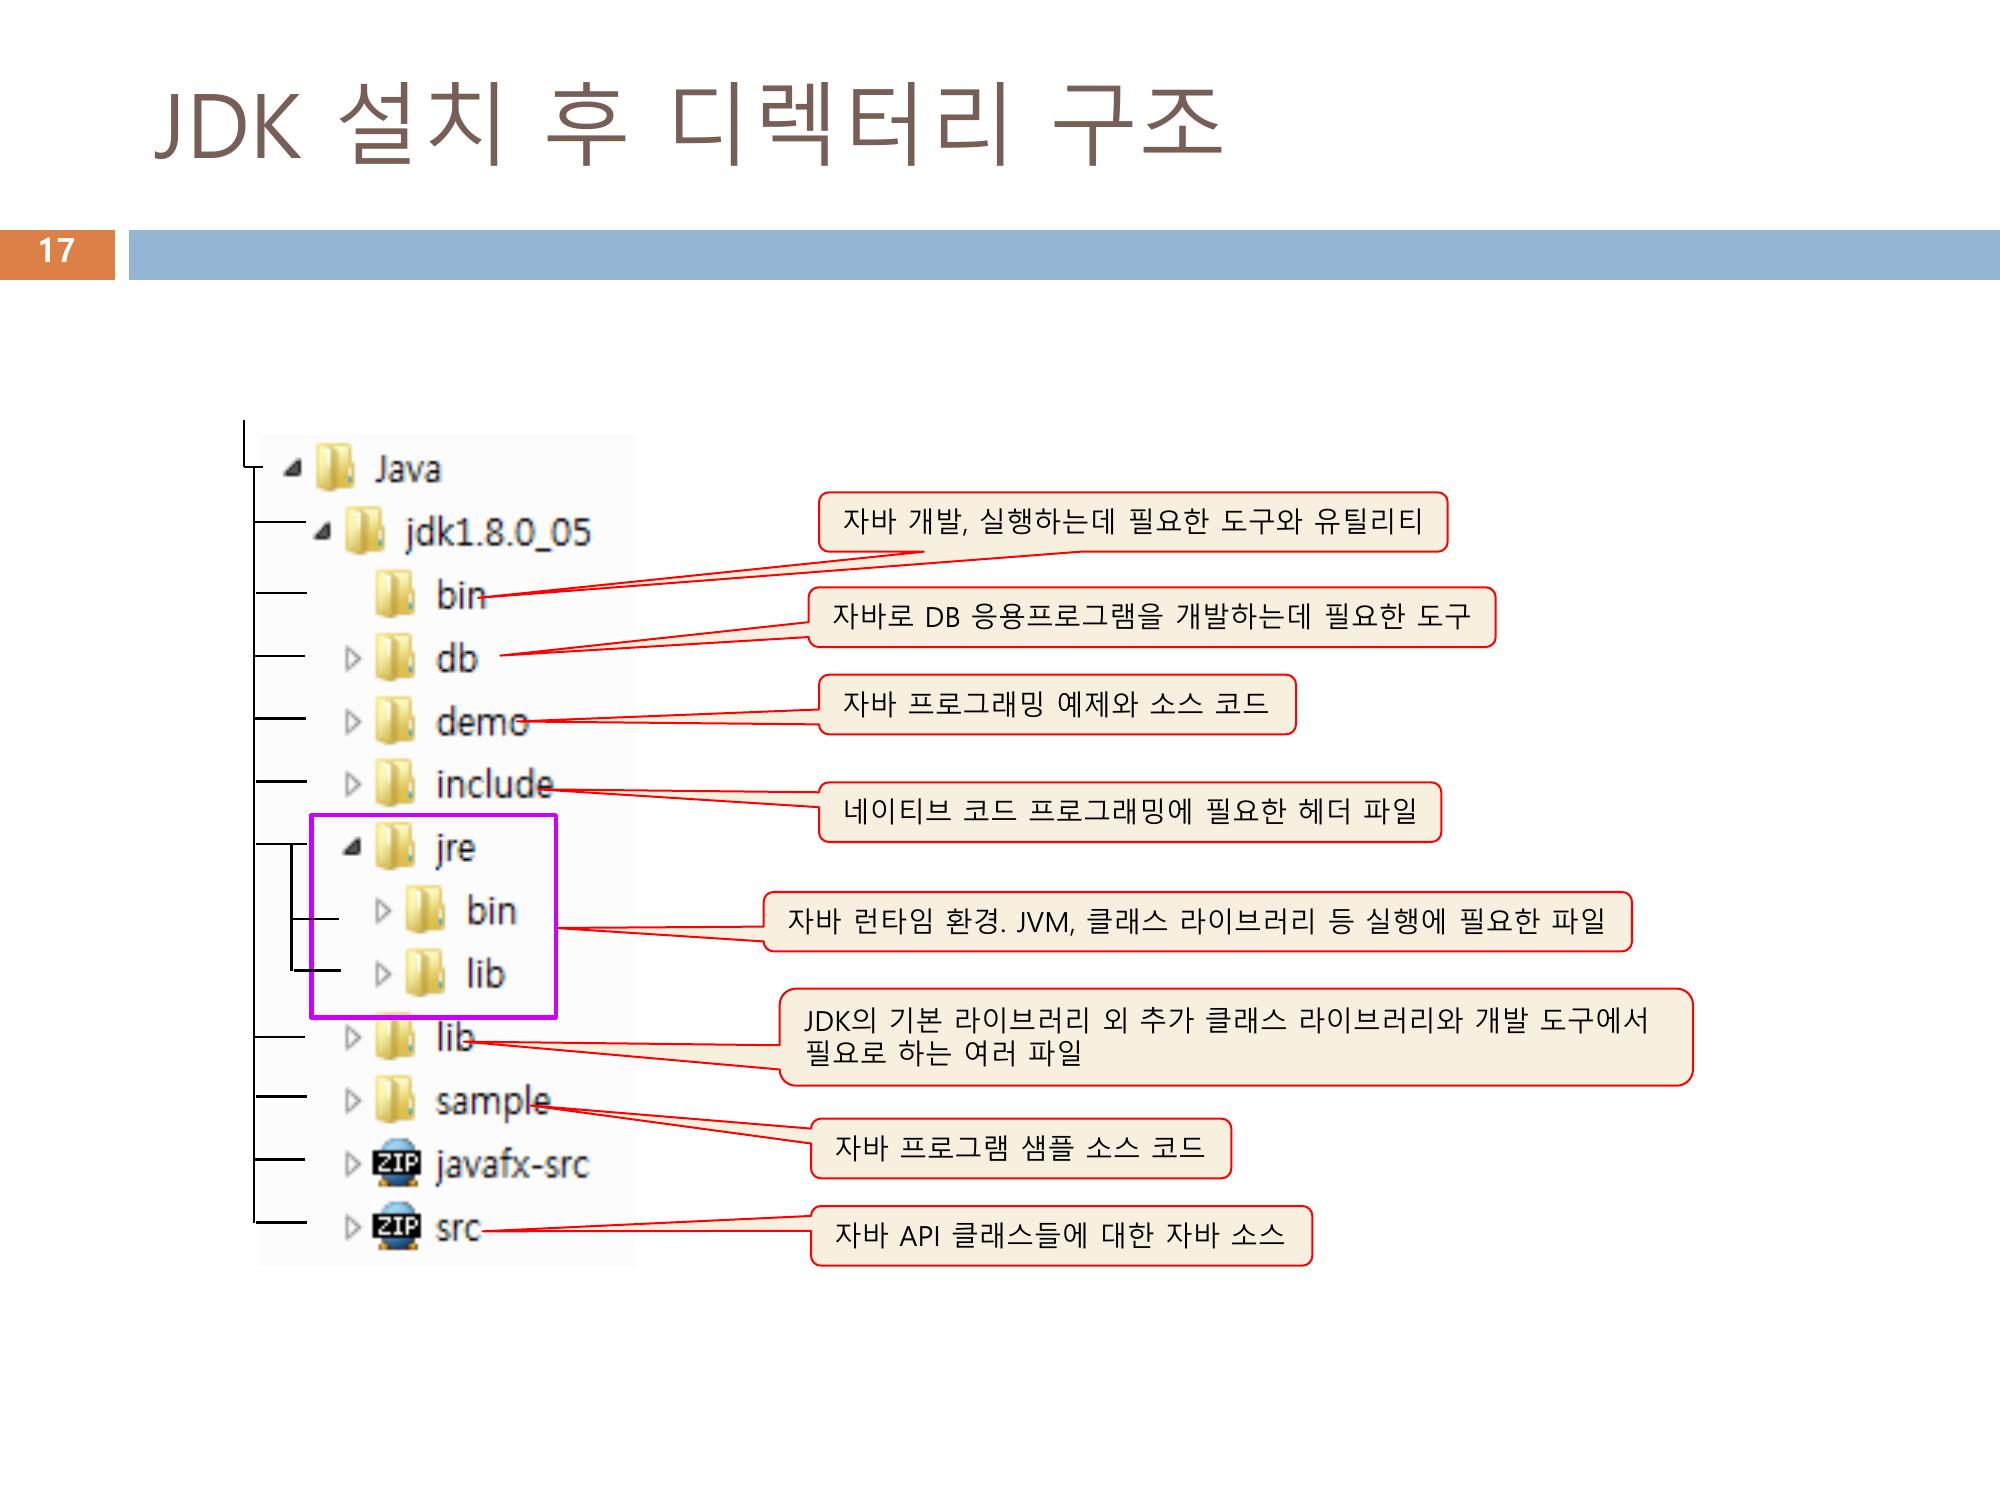 JDK 설치 후 디렉터리 구조
17
Java
jdk1.8.0_05
자바 개발, 실행하는데 필요한 도구와 유틸리티
bin
자바로 DB 응용프로그램을 개발하는데 필요한 도구
db
자바 프로그래밍 예제와 소스 코드
demo
include
네이티브 코드 프로그래밍에 필요한 헤더 파일
jre
bin
자바 런타임 환경. JVM, 클래스 라이브러리 등 실행에 필요한 파일
lib
JDK의 기본 라이브러리 외 추가 클래스 라이브러리와 개발 도구에서
필요로 하는 여러 파일
lib
sample
자바 프로그램 샘플 소스 코드
ZIP javafx-src
ZIP src
자바 API 클래스들에 대한 자바 소스